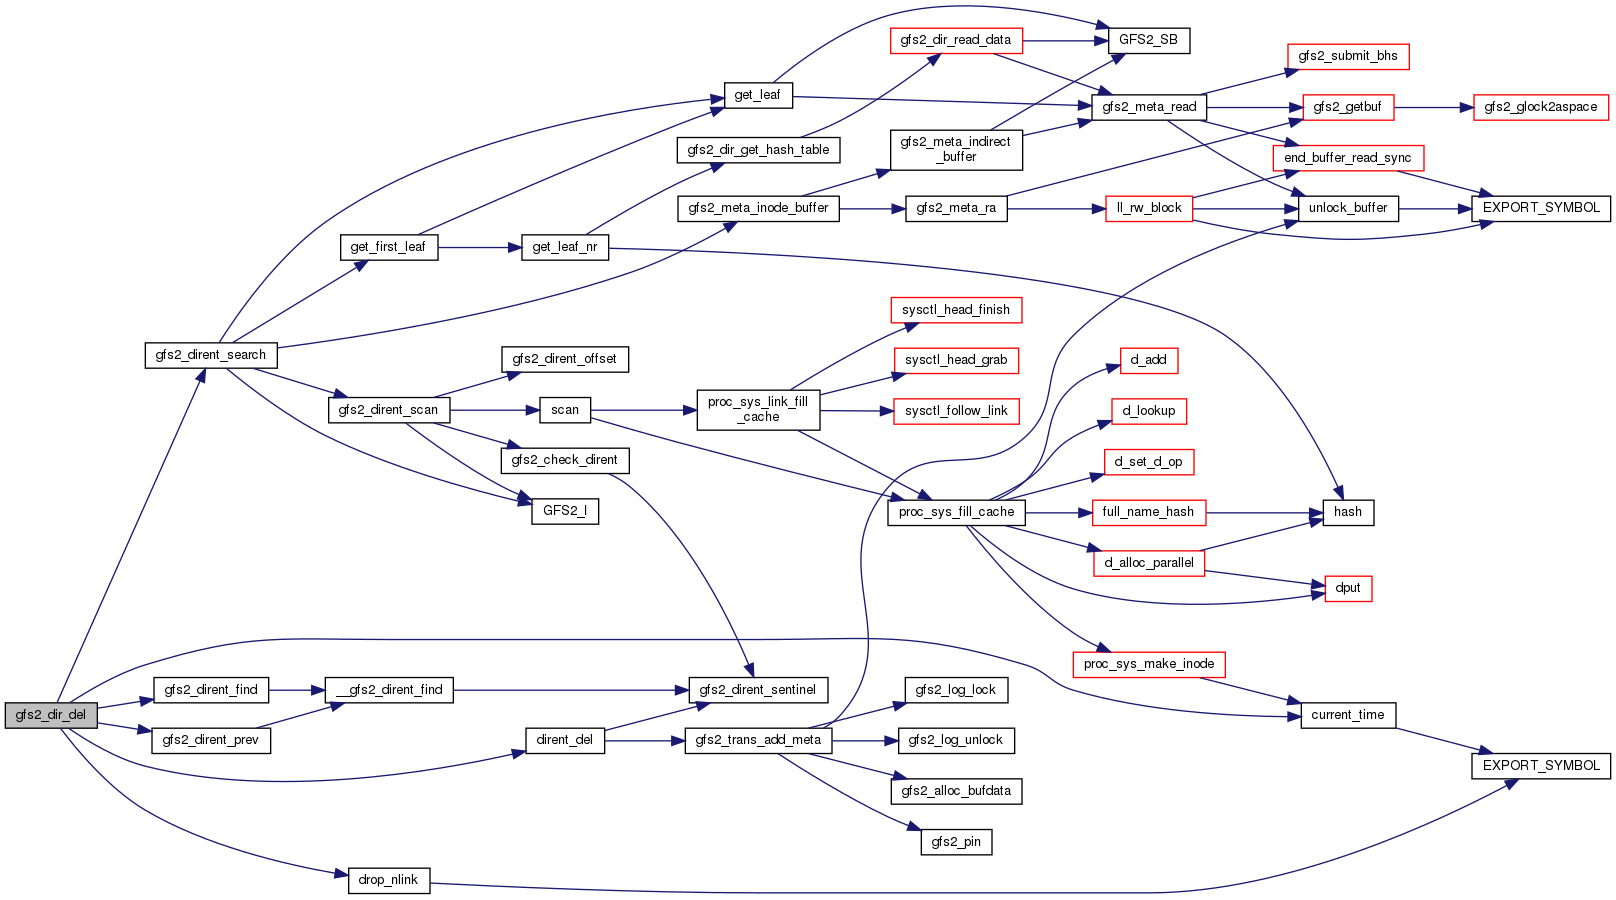 gfs2_dir_del
gfs2_dirent_search
gfs2_dirent_find
gfs2_dirent_prev
get_first_leaf
gfs2_dirent_scan
__gfs2_dirent_find
drop_nlink
get_leaf_nr
gfs2_dirent_offset
scan
gfs2_check_dirent
GFS2_I
dirent_del
get_leaf
gfs2_dir_get_hash_table
gfs2_meta_inode_buffer
proc_sys_link_fill
_cache
gfs2_dirent_sentinel
gfs2_trans_add_meta
gfs2_dir_read_data
gfs2_meta_indirect
_buffer
gfs2_meta_ra
sysctl_head_finish
sysctl_head_grab
sysctl_follow_link
proc_sys_fill_cache
gfs2_log_lock
gfs2_log_unlock
gfs2_alloc_bufdata
gfs2_pin
GFS2_SB
gfs2_meta_read
ll_rw_block
d_add
d_lookup
d_set_d_op
full_name_hash
d_alloc_parallel
proc_sys_make_inode
gfs2_submit_bhs
gfs2_getbuf
end_buffer_read_sync
unlock_buffer
hash
dput
current_time
gfs2_glock2aspace
EXPORT_SYMBOL
EXPORT_SYMBOL